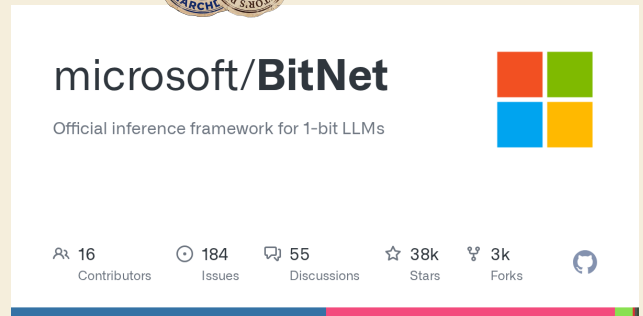 microsoft/BitNet
Official inference framework for 1-bit LLMs
16 184 55 38k 3k
Contributors Issues Discussions Stars Forks